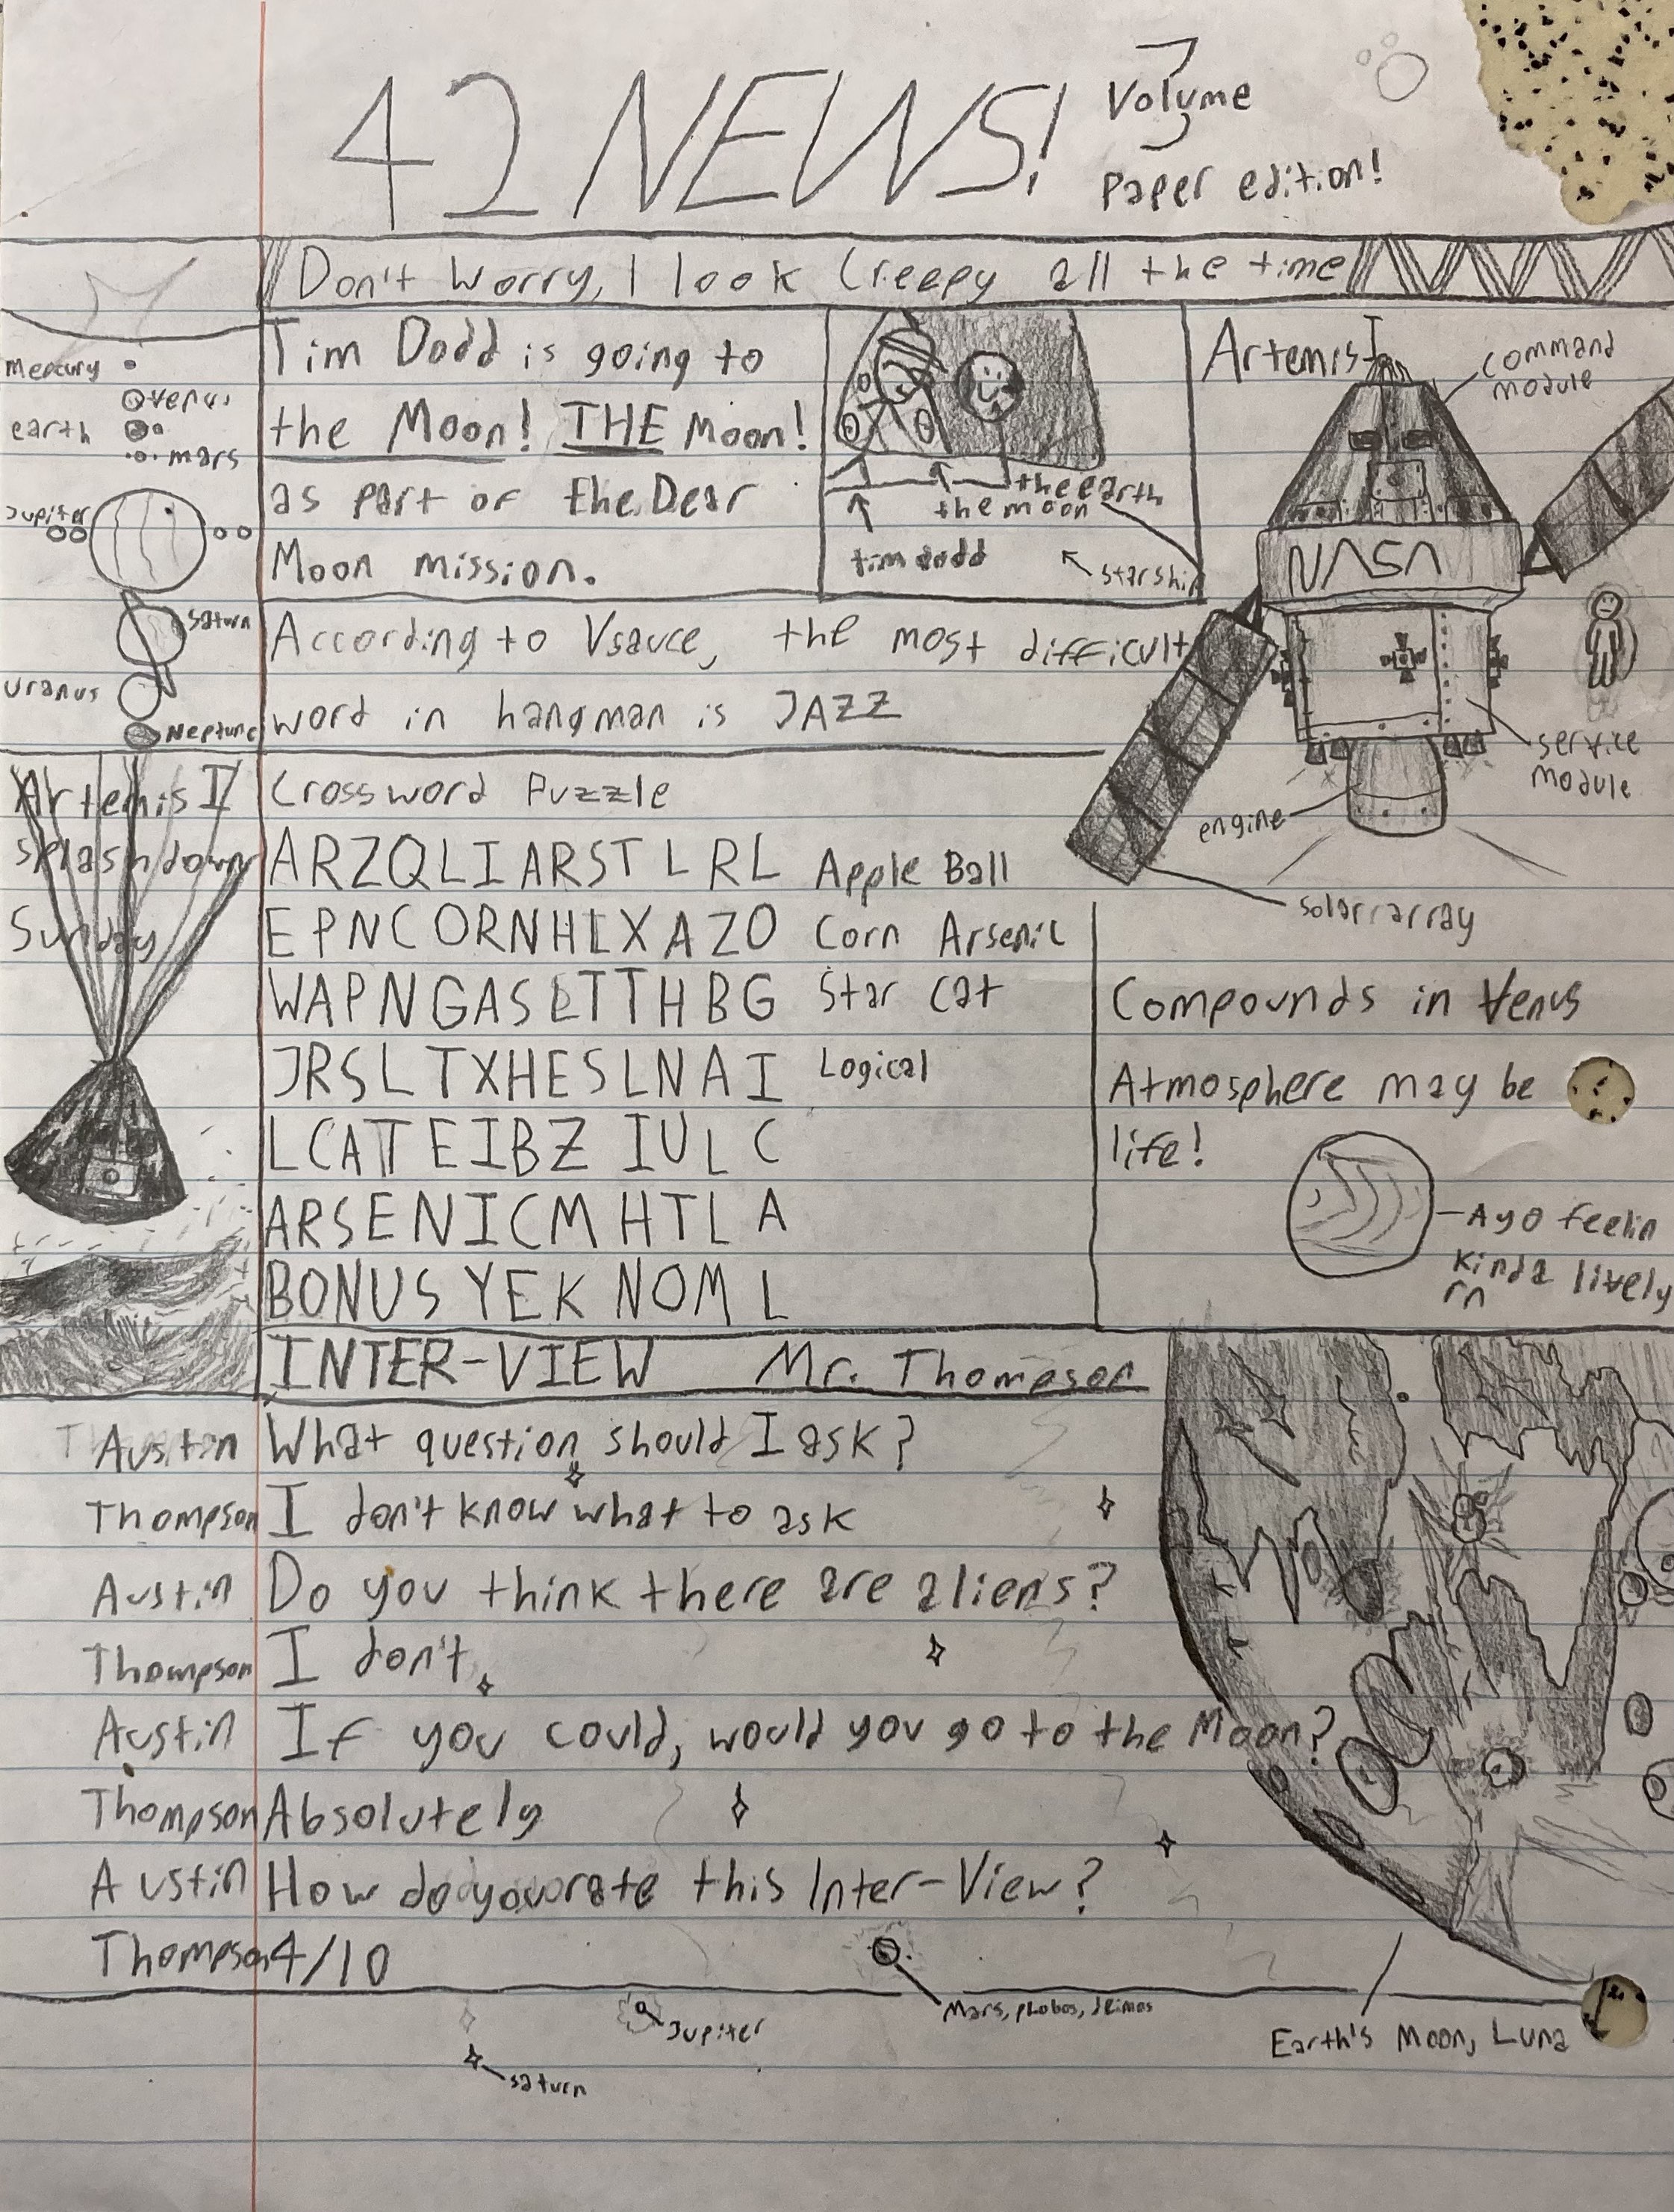 42 NEWS!
Volume
Paper edition!
Don't Worry, I look Creepy all the time
mercury
venus
earth
mars
Jupiter
saturn
uranus
Neptune
Tim Dodd is going to
the Moon! THE Moon!
as part of the Dear
Moon mission.
the earth
the moon
tim dodd
starship
Artemis I
command
module
NASA
service
module
engine
solar array
According to Vsauce, the most difficult
word in hangman is JAZZ
Artemis I
splashdown
Sunday
Crossword Puzzle
ARZQLIARSTLRL
EPNCORNHLXAZO
WAPNGASETTHBG
JRSLTXHESLNAI
LCATTEIBZIULC
ARSENICMHTLA
BONUS YEK NOM L
Apple Ball
Corn Arsenic
Star Cat
Logical
Compounds in Venus
Atmosphere may be
life!
-Ayo feelin
kinda lively
rn
INTER-VIEW Mr. Thompson
Austin What question should I ask?
Thompson I don't know what to ask
Austin Do you think there are aliens?
Thompson I don't.
Austin If you could, would you go to the Moon?
Thompson Absolutely
Austin How do you rate this Inter-View?
Thompson 4/10
Mars, phobos, deimos
Jupiter
saturn
Earth's Moon, Luna